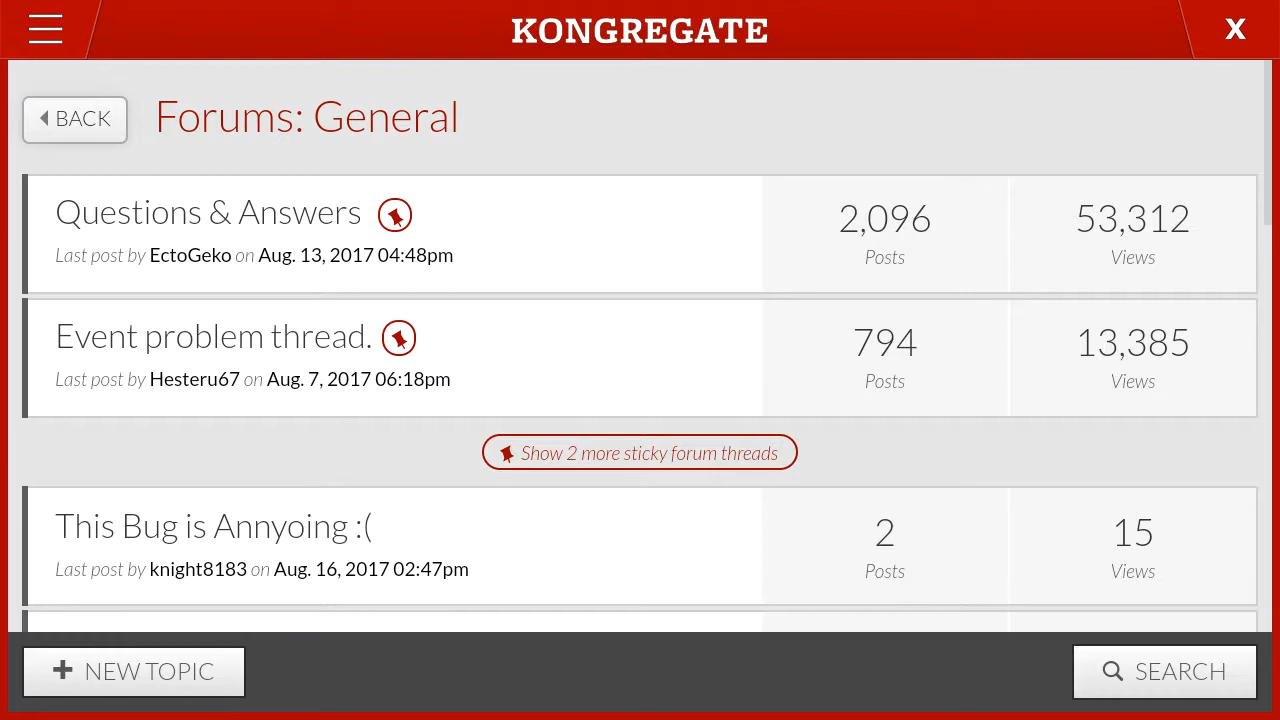 KONGREGATE
X
BACK
Forums: General
Questions & Answers
Last post by EctoGeko on Aug. 13, 2017 04:48pm
2,096
Posts
53,312
Views
Event problem thread.
Last post by Hesteru67 on Aug. 7, 2017 06:18pm
794
Posts
13,385
Views
Show 2 more sticky forum threads
This Bug is Annyoing :(
Last post by knight8183 on Aug. 16, 2017 02:47pm
2
Posts
15
Views
NEW TOPIC
SEARCH